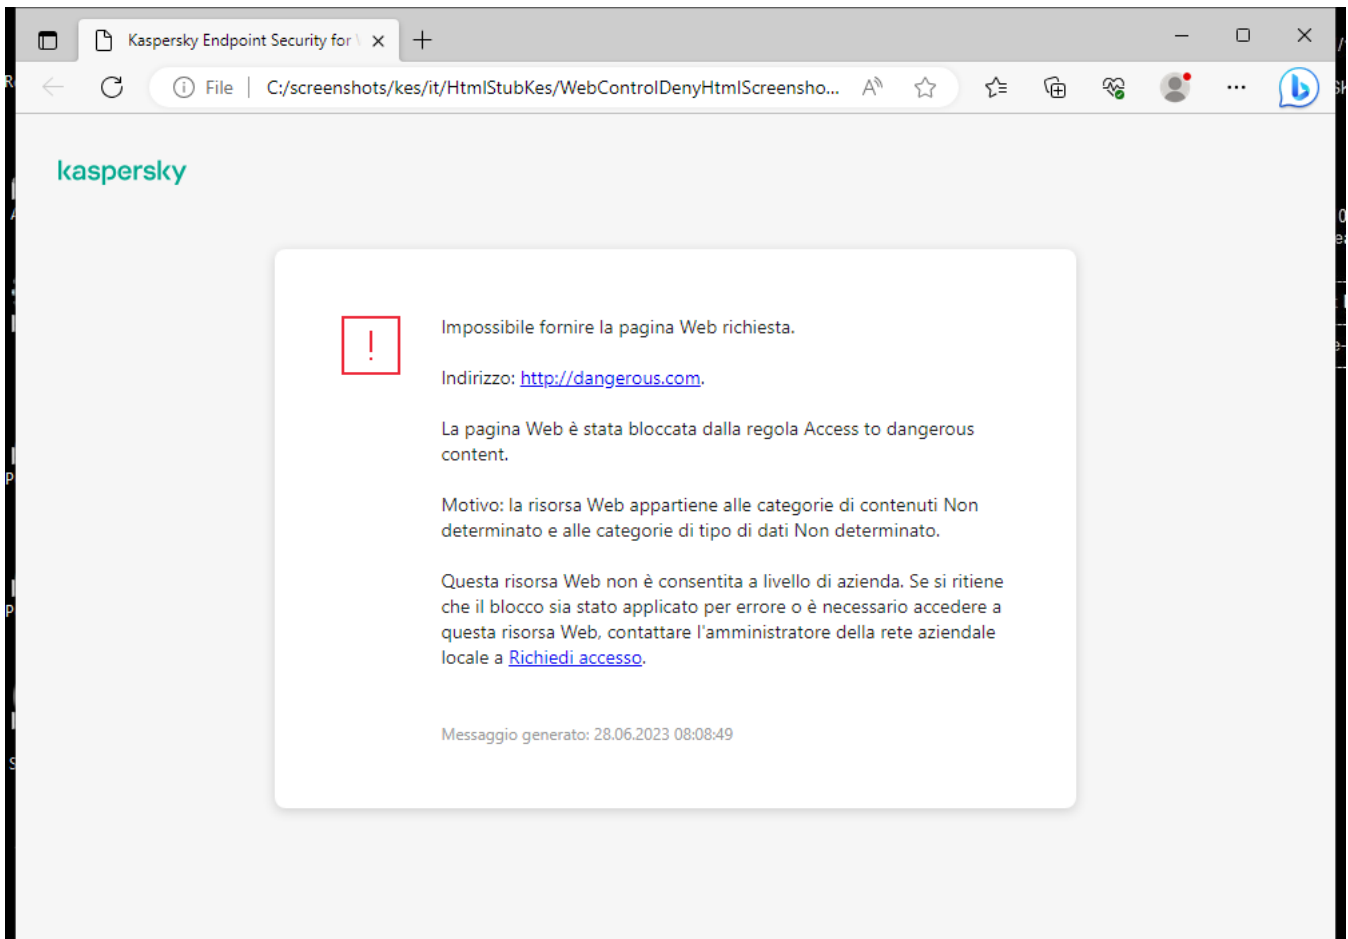 Kaspersky Endpoint Security for
File
C:/screenshots/kes/it/HtmlStubKes/WebControlDenyHtmlScreensho...
kaspersky
Impossibile fornire la pagina Web richiesta.
Indirizzo: http://dangerous.com.
La pagina Web è stata bloccata dalla regola Access to dangerous
content.
Motivo: la risorsa Web appartiene alle categorie di contenuti Non
determinato e alle categorie di tipo di dati Non determinato.
Questa risorsa Web non è consentita a livello di azienda. Se si ritiene
che il blocco sia stato applicato per errore o è necessario accedere a
questa risorsa Web, contattare l'amministratore della rete aziendale
locale a Richiedi accesso.
Messaggio generato: 28.06.2023 08:08:49